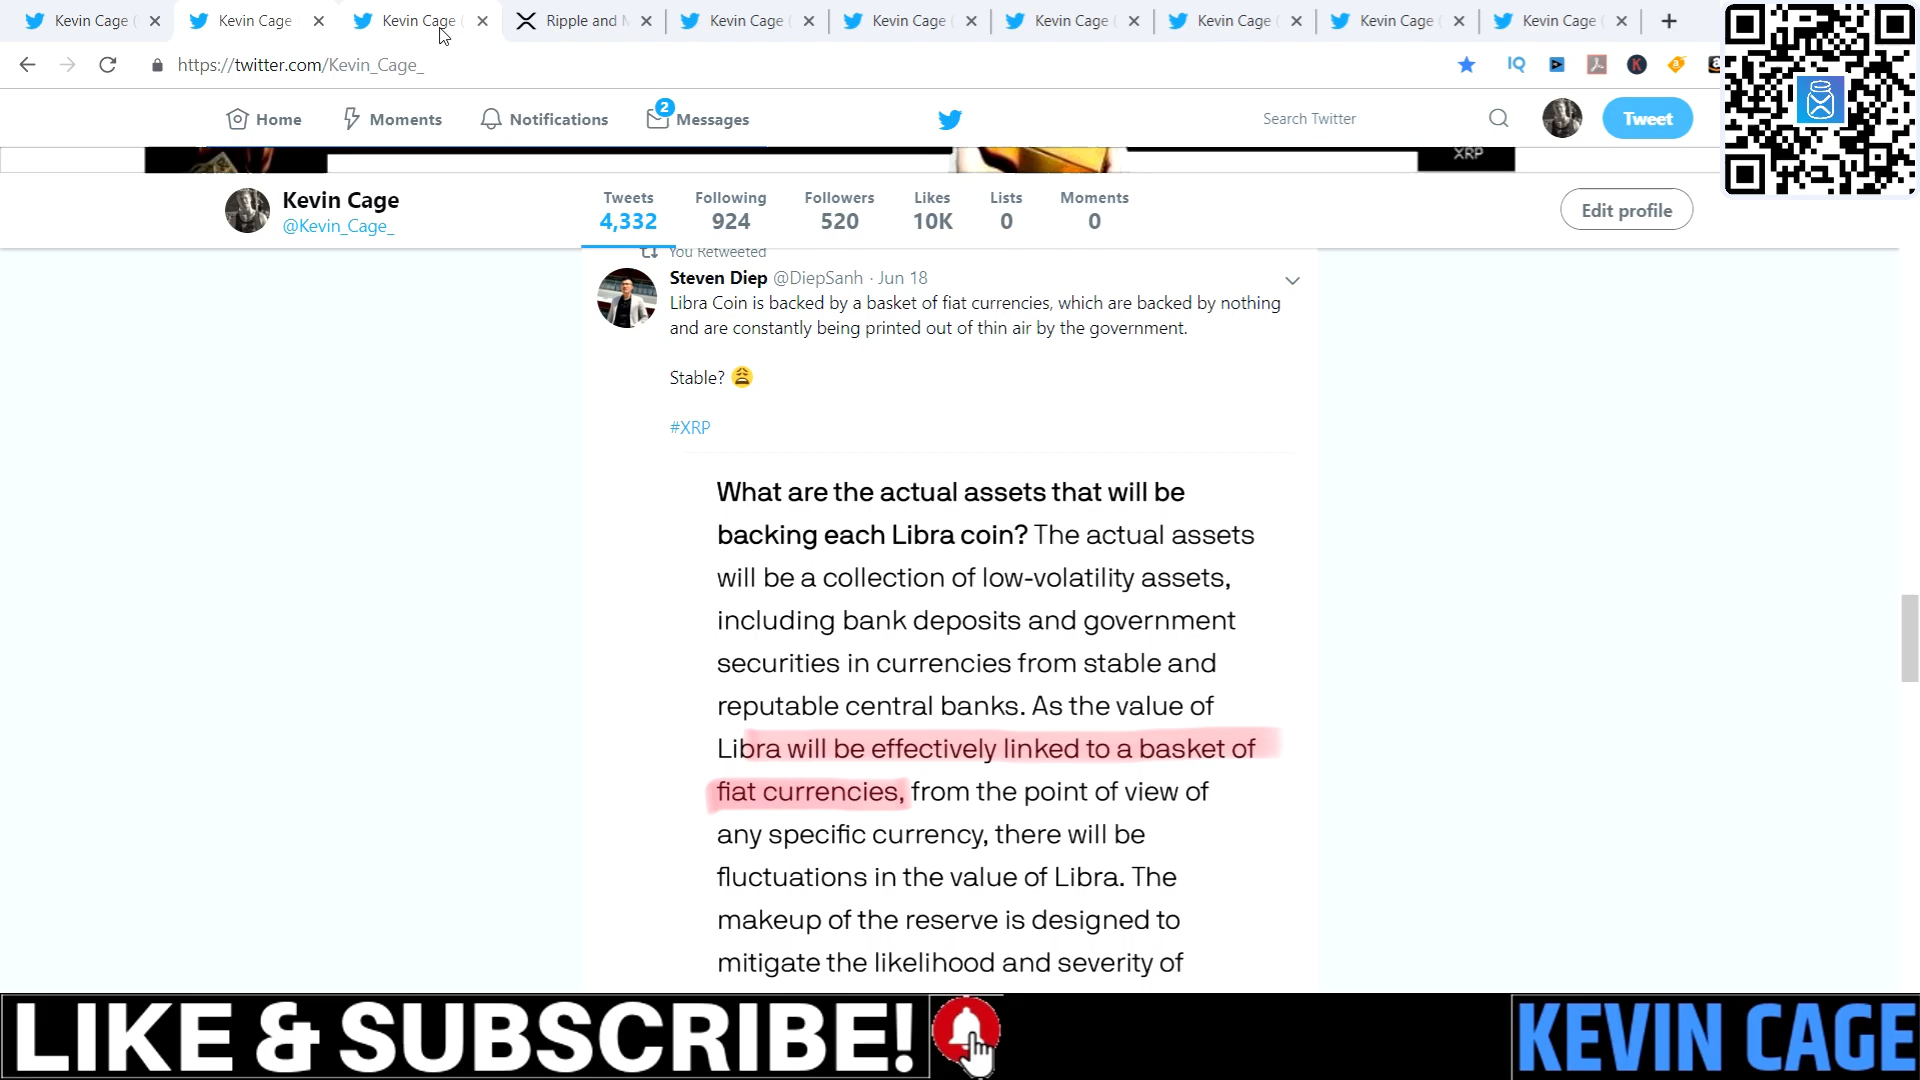 Kevin Cage
Kevin Cage
Kevin Cage
Ripple and
Kevin Cage
Kevin Cage
Kevin Cage
Kevin Cage
Kevin Cage
Kevin Cage
https://twitter.com/Kevin_Cage_
IQ
Home
Moments
Notifications
2
Messages
Search Twitter
Tweet
XRP
Kevin Cage
@Kevin_Cage_
Tweets
4,332
Following
924
Followers
520
Likes
10K
Lists
0
Moments
0
Edit profile
You Retweeted
Steven Diep @DiepSanh · Jun 18
Libra Coin is backed by a basket of fiat currencies, which are backed by nothing
and are constantly being printed out of thin air by the government.
Stable? 😩
#XRP
What are the actual assets that will be
backing each Libra coin? The actual assets
will be a collection of low-volatility assets,
including bank deposits and government
securities in currencies from stable and
reputable central banks. As the value of
Libra will be effectively linked to a basket of
fiat currencies, from the point of view of
any specific currency, there will be
fluctuations in the value of Libra. The
makeup of the reserve is designed to
mitigate the likelihood and severity of
LIKE & SUBSCRIBE!
KEVIN CAGE